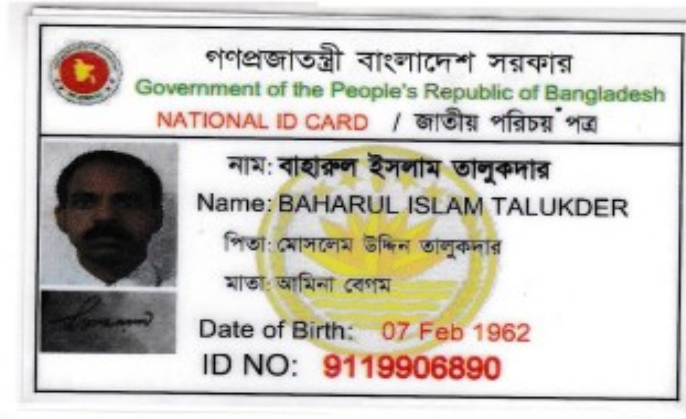 গণপ্রজাতন্ত্রী বাংলাদেশ সরকার
Government of the People's Republic of Bangladesh
NATIONAL ID CARD / জাতীয় পরিচয় পত্র
নাম: বাহারুল ইসলাম তালুকদার
Name: BAHARUL ISLAM TALUKDER
পিতা: মোসলেম উদ্দিন তালুকদার
মাতা: আমিনা বেগম
Date of Birth: 07 Feb 1962
ID NO: 9119906890